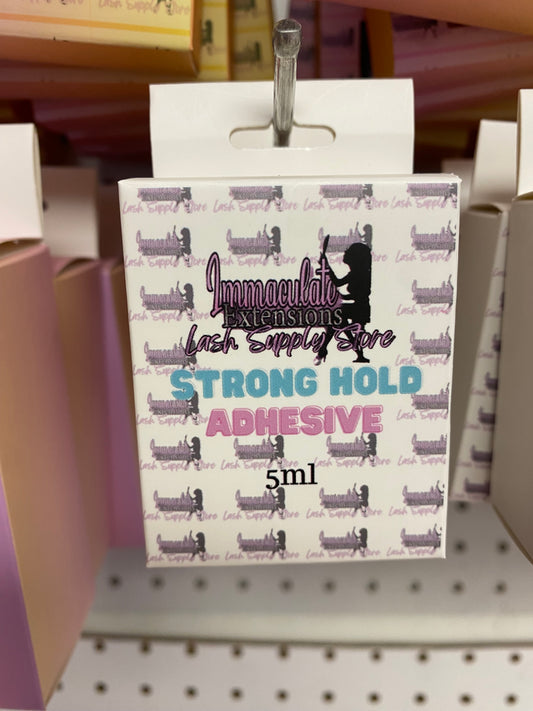 Immaculate
Extensions
Lash Supply Store
STRONG HOLD
ADHESIVE
5ml